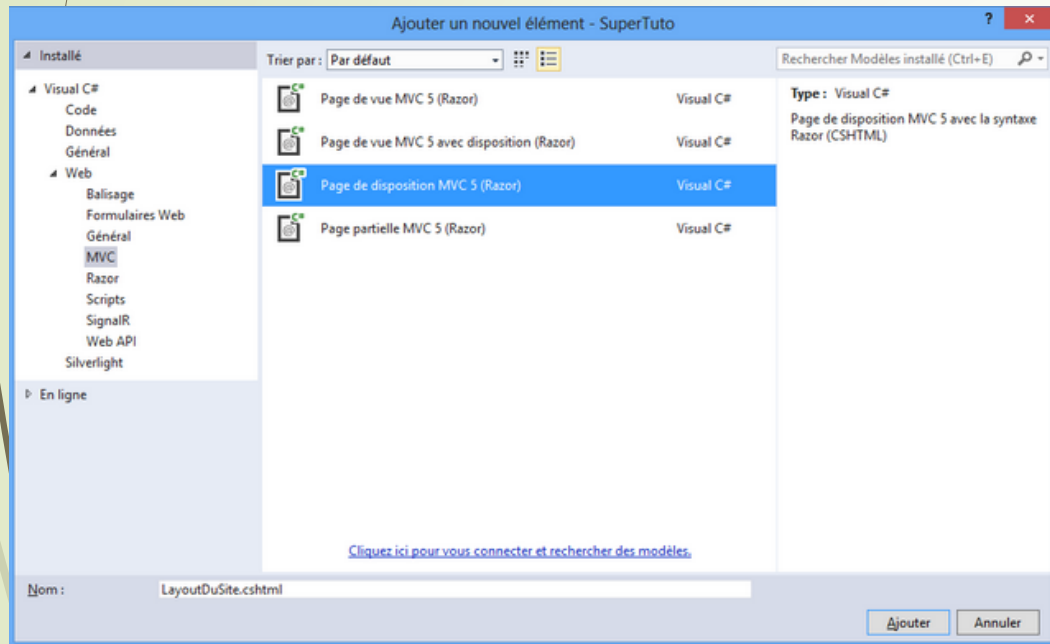 Ajouter un nouvel élément - SuperTuto
?
Installé
Visual C#
Code
Données
Général
Web
Balisage
Formulaires Web
Général
MVC
Razor
Scripts
SignalR
Web API
Silverlight
En ligne
Trier par : Par défaut
Page de vue MVC 5 (Razor) Visual C#
Page de vue MVC 5 avec disposition (Razor) Visual C#
Page de disposition MVC 5 (Razor) Visual C#
Page partielle MVC 5 (Razor) Visual C#
Cliquez ici pour vous connecter et rechercher des modèles.
Rechercher Modèles installé (Ctrl+E)
Type : Visual C#
Page de disposition MVC 5 avec la syntaxe
Razor (CSHTML)
Nom : LayoutDuSite.cshtml
Ajouter Annuler